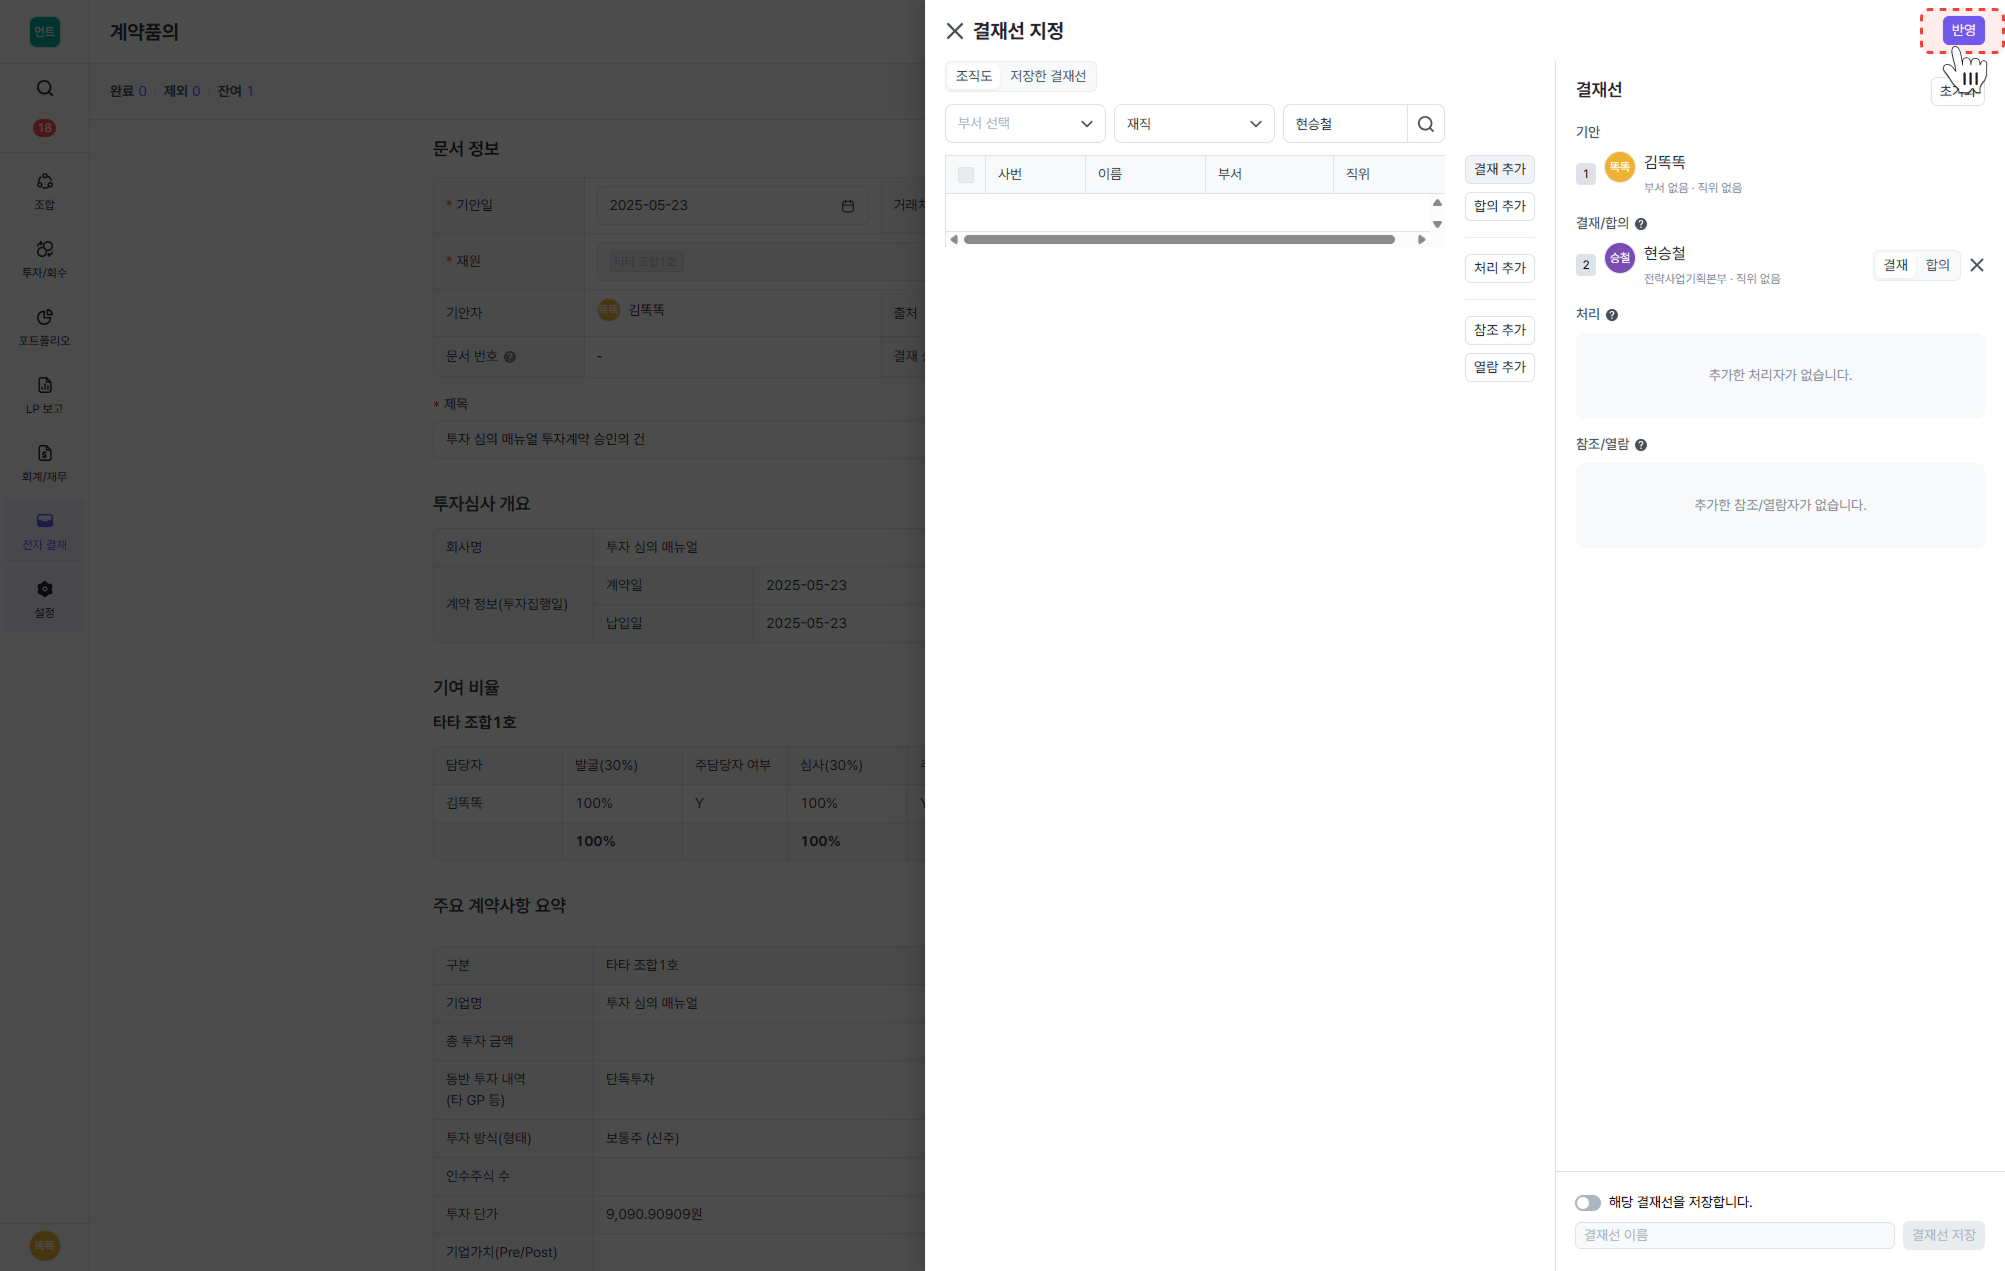 먼트
18
조합
투자/회수
포트폴리오
LP 보고
회계/재무
전자 결재
설정
똑똑
계약품의
완료 0 제외 0 잔여 1
문서 정보
* 기안일 2025-05-23
* 재원 타타 조합1호
기안자 똑똑 김똑똑 출처
문서 번호 -
* 제목
투자 심의 매뉴얼 투자계약 승인의 건
투자심사 개요
회사명 투자 심의 매뉴얼
계약 정보(투자집행일) 계약일 2025-05-23
납입일 2025-05-23
기여 비율
타타 조합1호
담당자 발굴(30%) 주담당자 여부 심사(30%)
김똑똑 100% Y 100%
100% 100%
주요 계약사항 요약
구분 타타 조합1호
기업명 투자 심의 매뉴얼
총 투자 금액
동반 투자 내역 단독투자
(타 GP 등)
투자 방식(형태) 보통주 (신주)
인수주식 수
투자 단가 9,090.90909원
기업가치(Pre/Post)
결재선 지정
반영
조직도 저장한 결재선
부서 선택 재직 현승철
사번 이름 부서 직위
결재 추가
합의 추가
처리 추가
참조 추가
열람 추가
결재선
기안
1 똑똑 김똑똑
부서 없음 · 직위 없음
결재/합의
2 승철 현승철 결재 합의
전략사업기획본부 · 직위 없음
처리
추가한 처리자가 없습니다.
참조/열람
추가한 참조/열람자가 없습니다.
해당 결재선을 저장합니다.
결재선 이름 결재선 저장